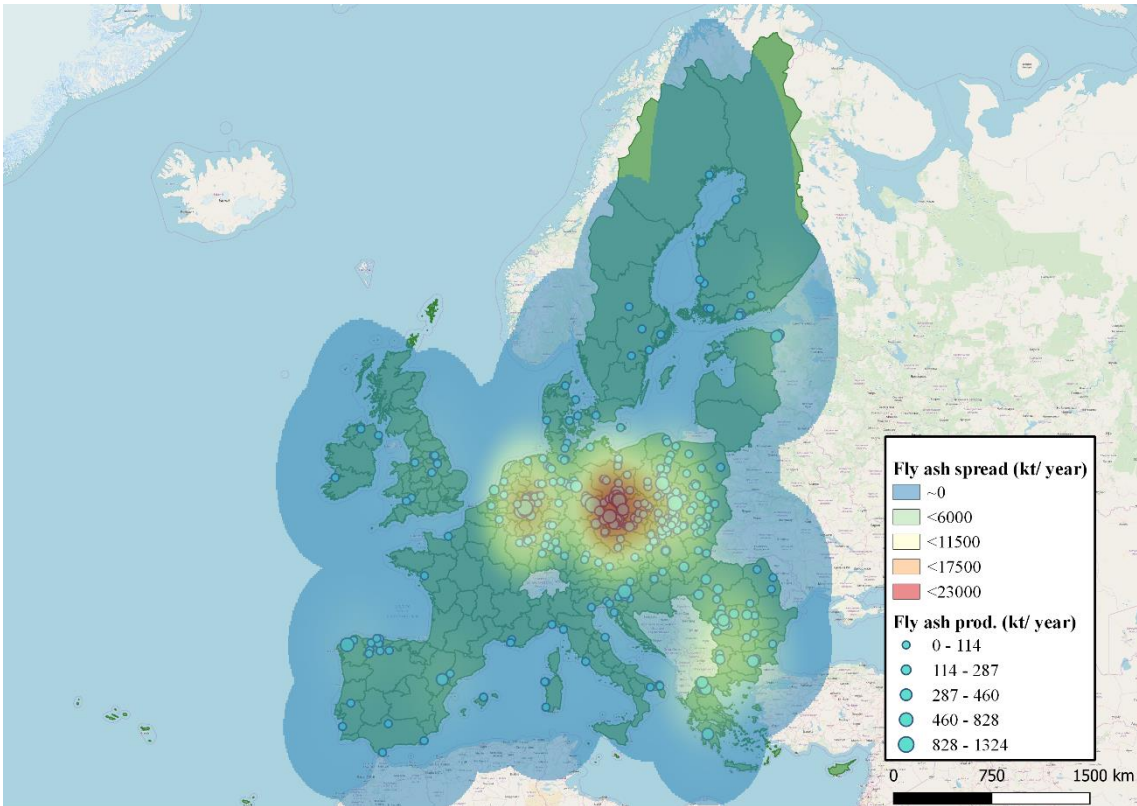 Fly ash spread (kt/ year)
~0
<6000
<11500
<17500
<23000
Fly ash prod. (kt/ year)
0 - 114
114 - 287
287 - 460
460 - 828
828 - 1324
0 750 1500 km